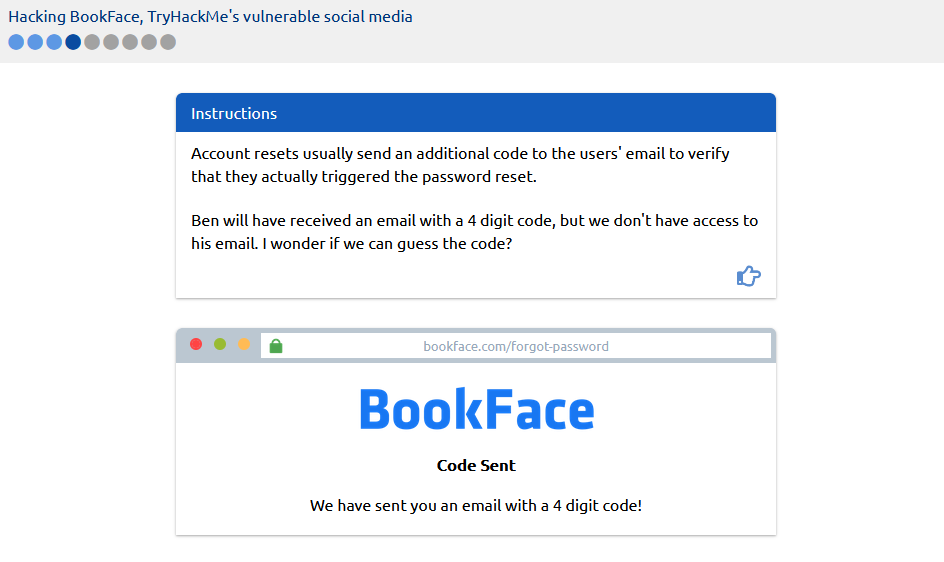 Hacking BookFace, TryHackMe's vulnerable social media
Instructions
Account resets usually send an additional code to the users' email to verify
that they actually triggered the password reset.
Ben will have received an email with a 4 digit code, but we don't have access to
his email. I wonder if we can guess the code?
bookface.com/forgot-password
BookFace
Code Sent
We have sent you an email with a 4 digit code!